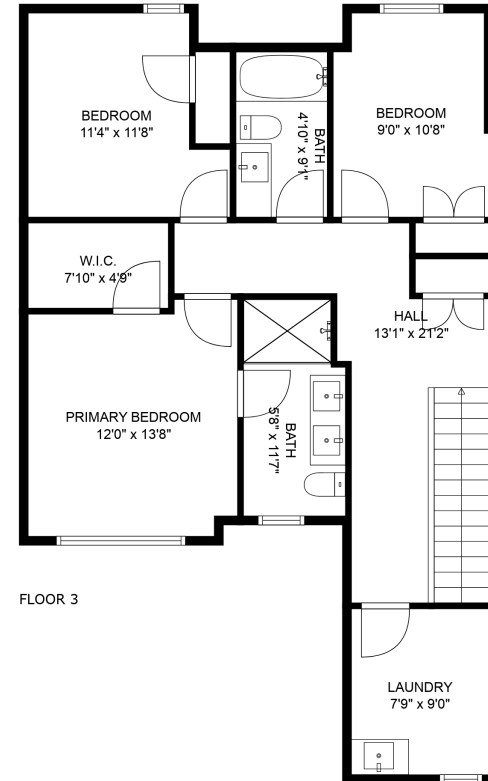 BEDROOM
11'4" x 11'8"
BATH
4'10" x 9'1"
BEDROOM
9'0" x 10'8"
W.I.C.
7'10" x 4'9"
HALL
13'1" x 21'2"
PRIMARY BEDROOM
12'0" x 13'8"
BATH
5'8" x 11'7"
FLOOR 3
LAUNDRY
7'9" x 9'0"